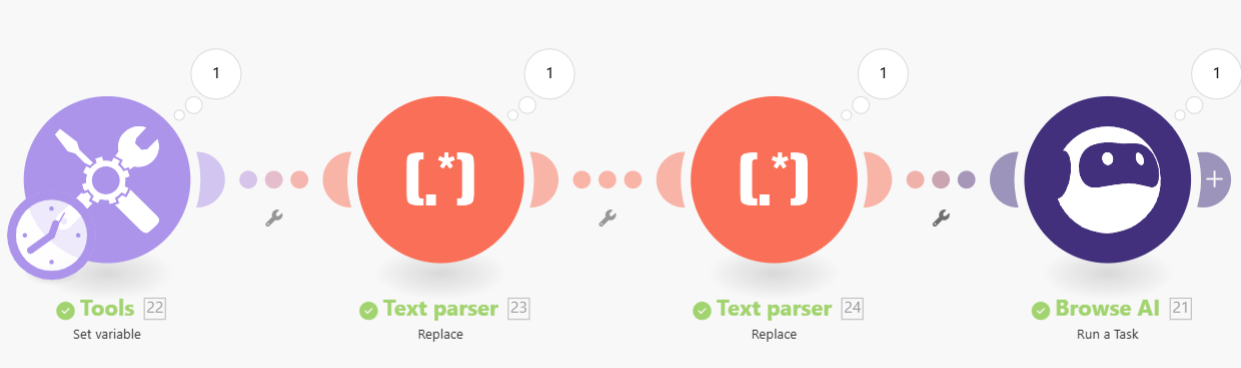 1
1
1
1
(.*)
(.*)
Tools 22
Set variable
Text parser 23
Replace
Text parser 24
Replace
Browse AI 21
Run a Task